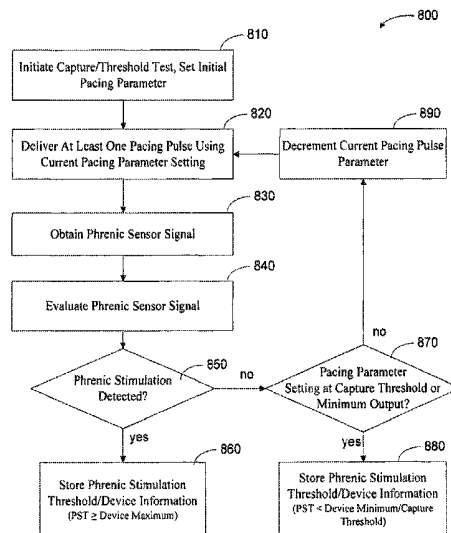 800
810
Initiate Capture/Threshold Test, Set Initial
Pacing Parameter
820
Deliver At Least One Pacing Pulse Using
Current Pacing Parameter Setting
890
Decrement Current Pacing Pulse
Parameter
830
Obtain Phrenic Sensor Signal
840
Evaluate Phrenic Sensor Signal
850
Phrenic Stimulation
Detected?
no
yes
870
Pacing Parameter
Setting at Capture Threshold or
Minimum Output?
no
yes
860
Store Phrenic Stimulation
Threshold/Device Information
(PST ≥ Device Maximum)
880
Store Phrenic Stimulation
Threshold/Device Information
(PST < Device Minimum/Capture
Threshold)